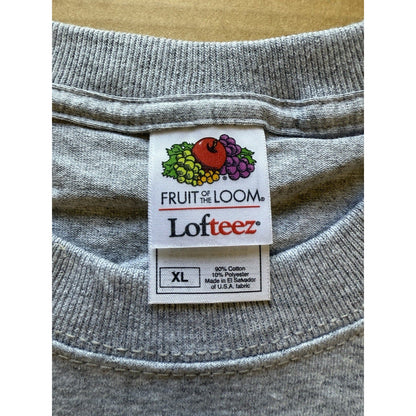 FRUIT OF THE LOOM®
Lofteez®
XL
90% Cotton
10% Polyester
Made in El Salvador
of U.S.A. fabric